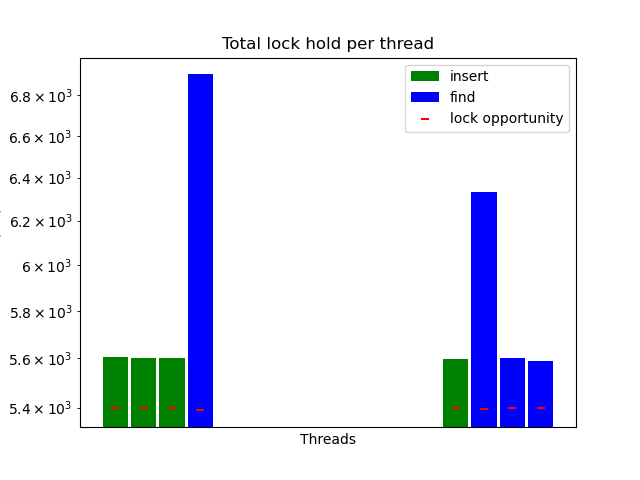 Total lock hold per thread
insert
find
lock opportunity
6.8 × 10³
6.6 × 10³
6.4 × 10³
6.2 × 10³
6 × 10³
5.8 × 10³
5.6 × 10³
5.4 × 10³
Threads